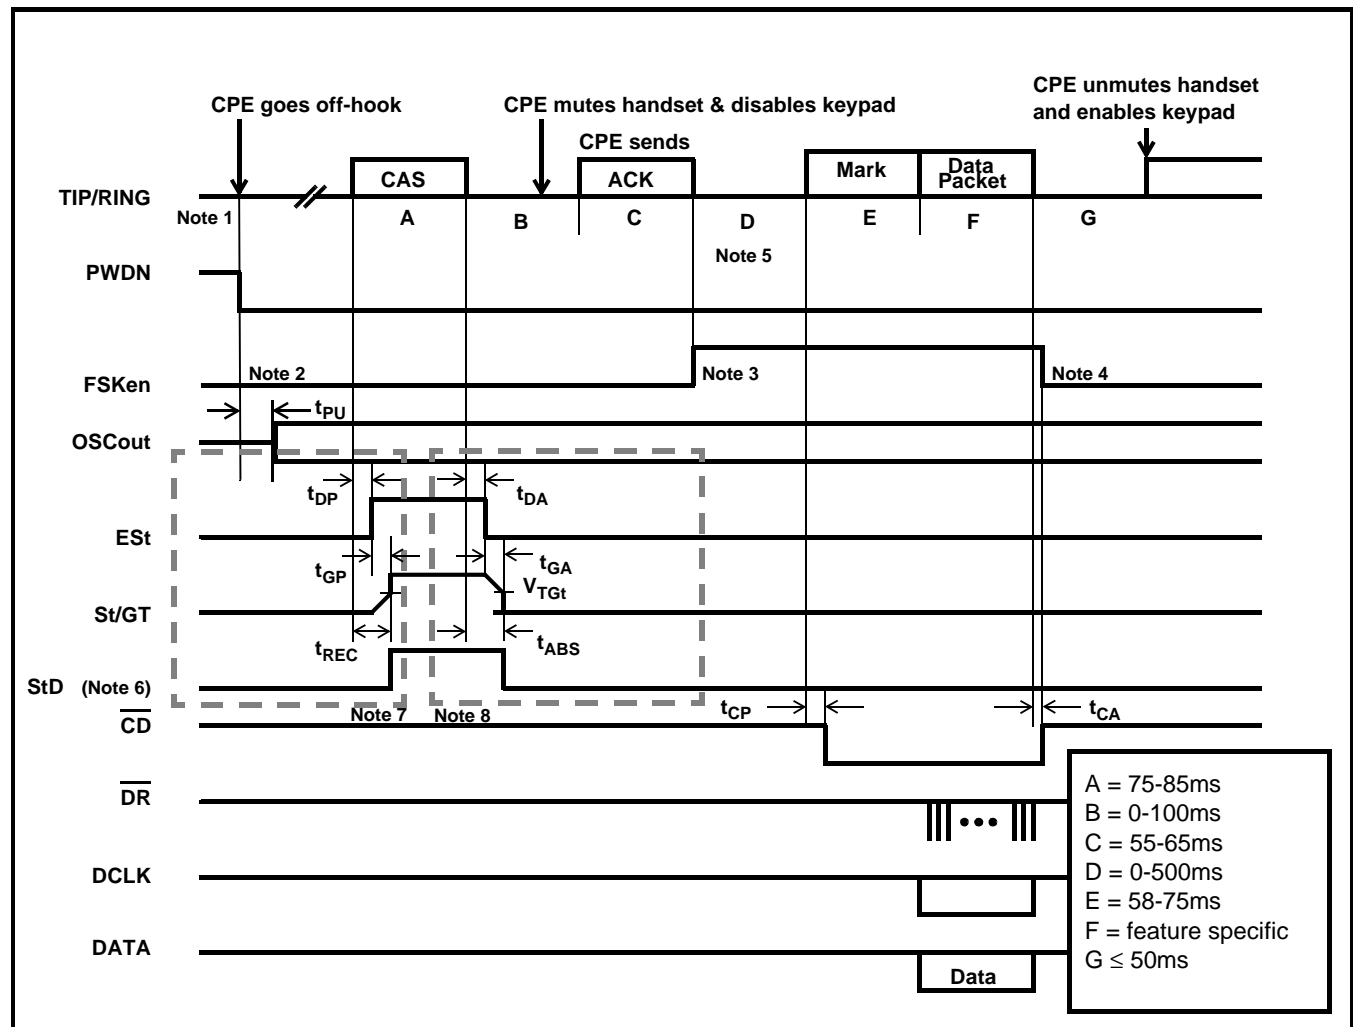 CPE goes off-hook
CPE mutes handset & disables keypad
CPE unmutes handset
and enables keypad
CPE sends
TIP/RING
CAS
ACK
Mark
Data
Packet
Note 1
A
B
C
D
E
F
G
Note 5
PWDN
FSKen
Note 2
Note 3
Note 4
tPU
OSCout
tDP
tDA
ESt
tGP
tGA
VTGt
St/GT
tREC
tABS
StD (Note 6)
Note 7
Note 8
tCP
tCA
CD
DR
DCLK
DATA
Data
A = 75-85ms
B = 0-100ms
C = 55-65ms
D = 0-500ms
E = 58-75ms
F = feature specific
G ≤ 50ms